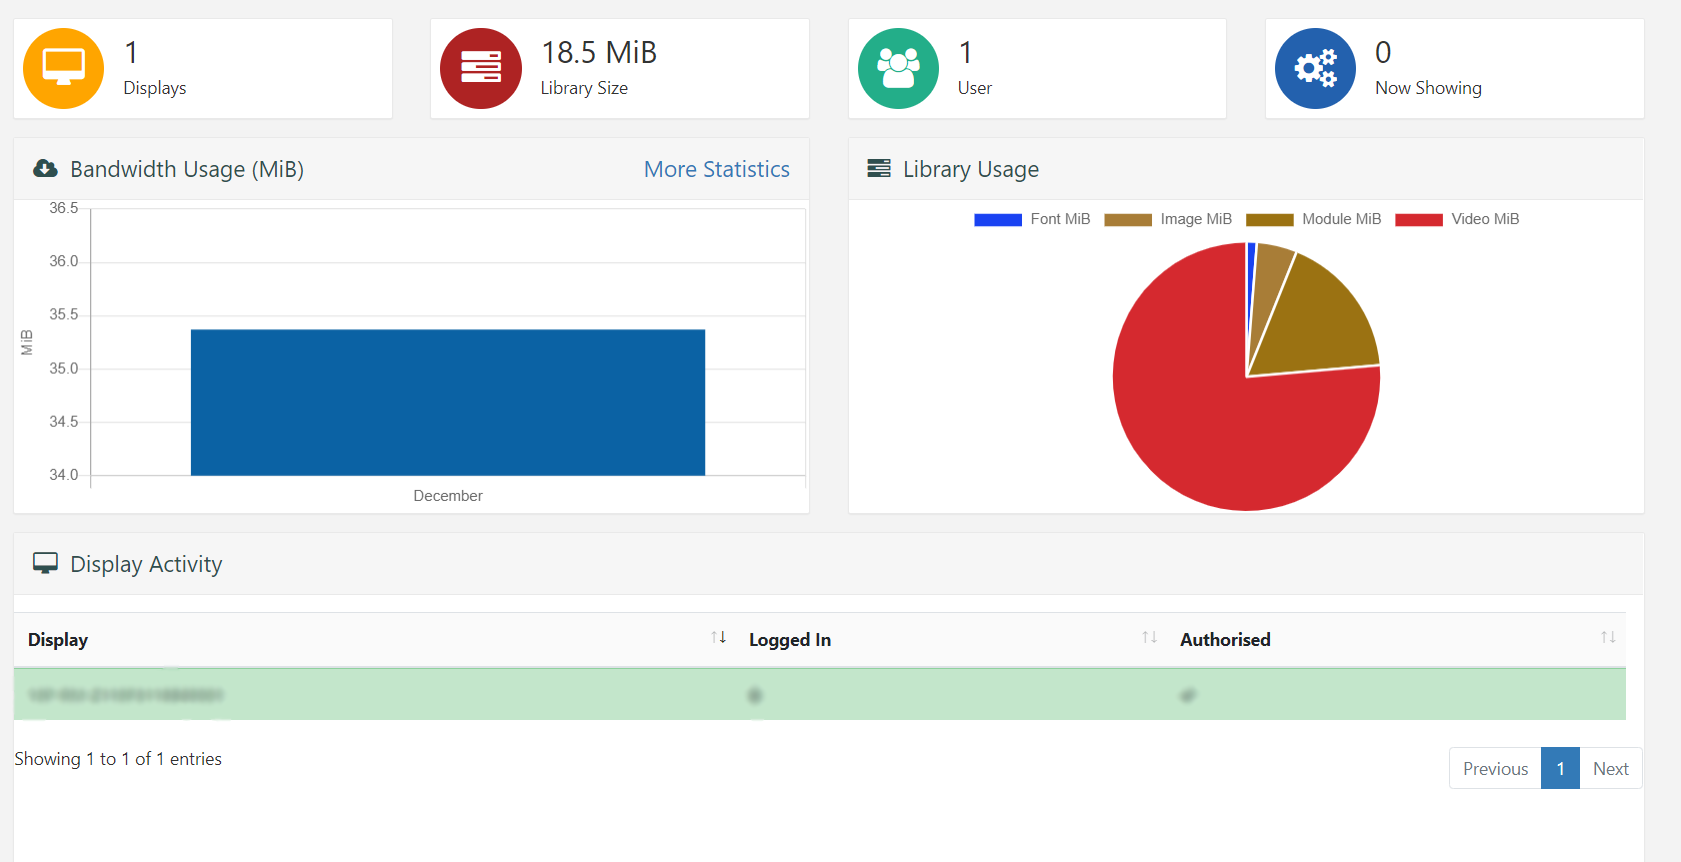 1
Displays
18.5 MiB
Library Size
1
User
0
Now Showing
Bandwidth Usage (MiB)
More Statistics
36.5
36.0
35.5
35.0
34.5
34.0
MiB
December
Library Usage
Font MiB Image MiB Module MiB Video MiB
Display Activity
Display Logged In Authorised
Showing 1 to 1 of 1 entries
Previous 1 Next